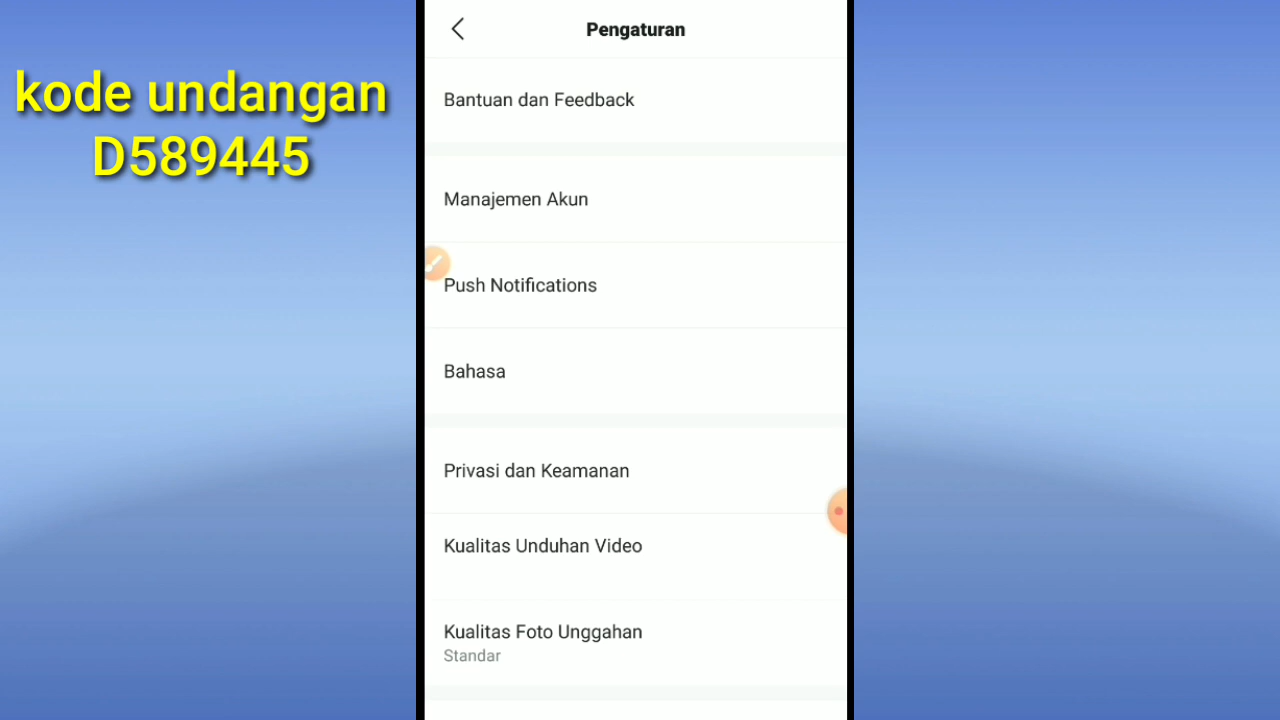 kode undangan
D589445
Pengaturan
Bantuan dan Feedback
Manajemen Akun
Push Notifications
Bahasa
Privasi dan Keamanan
Kualitas Unduhan Video
Kualitas Foto Unggahan
Standar